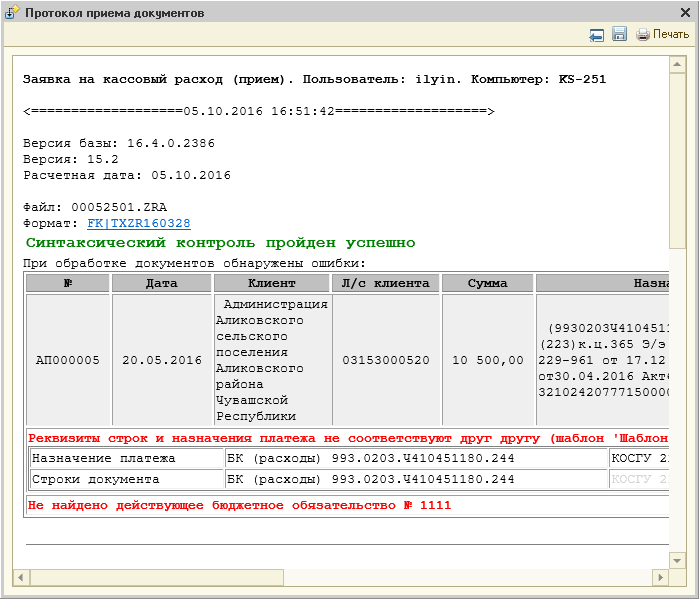 Протокол приема документов
Печать
Заявка на кассовый расход (прием). Пользователь: ilyin. Компьютер: KS-251
<===================05.10.2016 16:51:42===================>
Версия базы: 16.4.0.2386
Версия: 15.2
Расчетная дата: 05.10.2016
Файл: 00052501.ZRA
Формат: FK|TXZR160328
Синтаксический контроль пройден успешно
При обработке документов обнаружены ошибки:
№ Дата Клиент Л/с клиента Сумма Назна
АП000005 20.05.2016
Администрация
Аликовского
сельского
поселения
Аликовского
района
Чувашской
Республики
03153000520 10 500,00
(9930203Ч410451
(223)к.ц.365 Э/э
229-961 от 17.12
от30.04.2016 Акт
3210242077715000
Реквизиты строк и назначения платежа не соответствуют друг другу (шаблон 'Шаблон
Назначение платежа БК (расходы) 993.0203.Ч410451180.244 КОСГУ 2
Строки документа БК (расходы) 993.0203.Ч410451180.244 КОСГУ 2
Не найдено действующее бюджетное обязательство № 1111